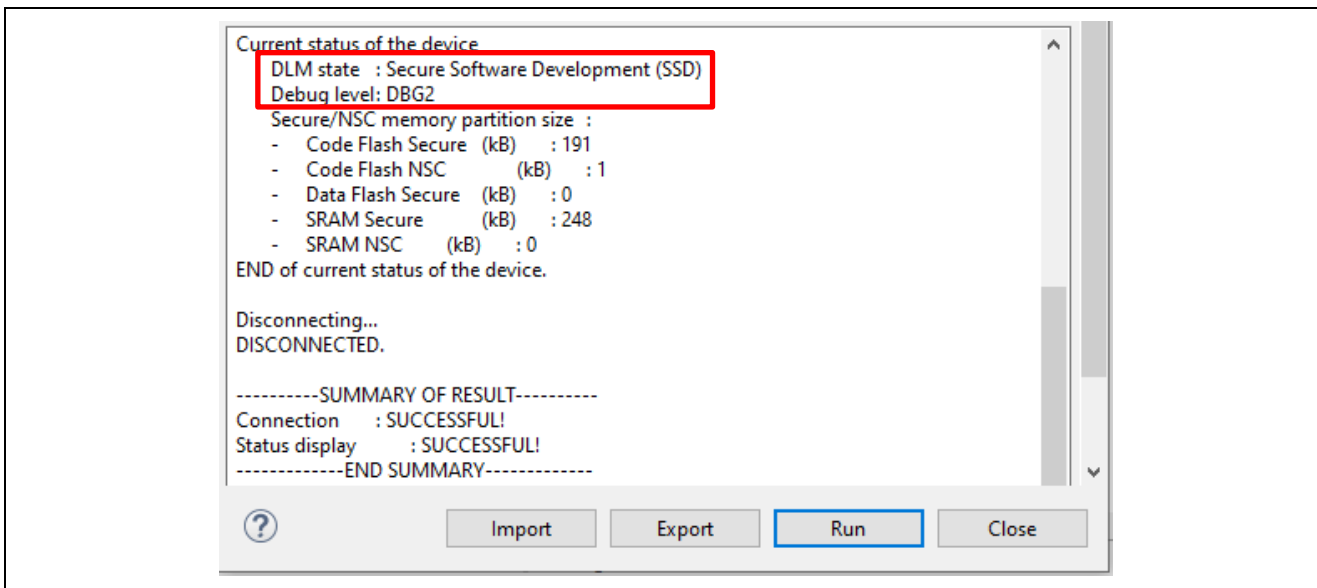 Current status of the device
DLM state : Secure Software Development (SSD)
Debug level: DBG2
Secure/NSC memory partition size :
- Code Flash Secure (kB) : 191
- Code Flash NSC (kB) : 1
- Data Flash Secure (kB) : 0
- SRAM Secure (kB) : 248
- SRAM NSC (kB) : 0
END of current status of the device.
Disconnecting...
DISCONNECTED.
----------SUMMARY OF RESULT----------
Connection : SUCCESSFUL!
Status display : SUCCESSFUL!
-------------END SUMMARY-------------
? Import Export Run Close